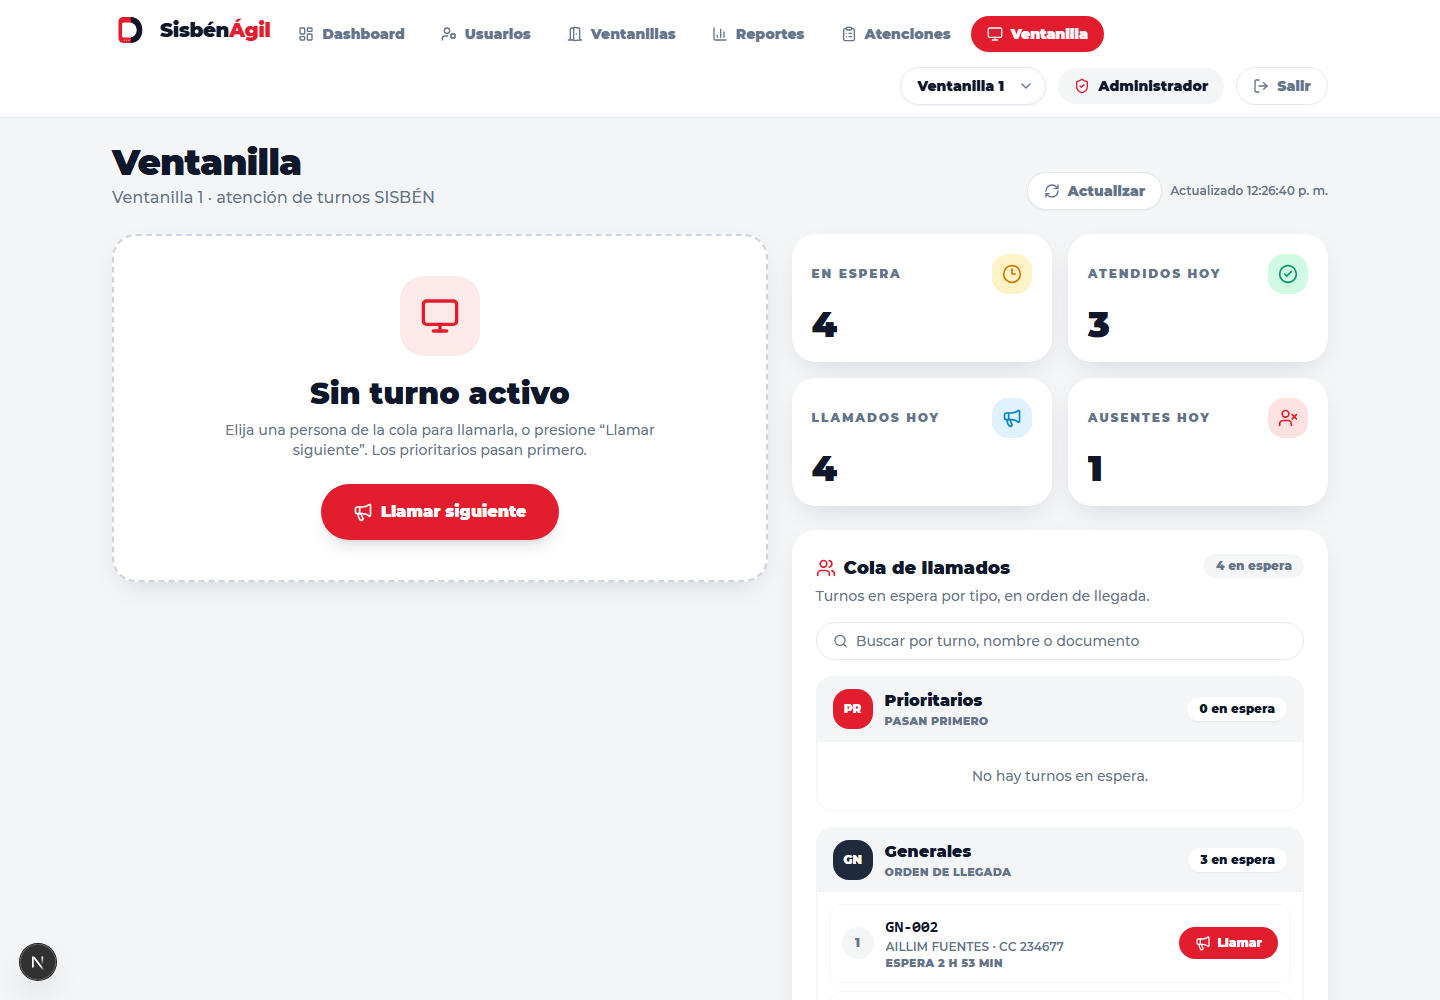 SisbénÁgil
Dashboard
Usuarios
Ventanillas
Reportes
Atenciones
Ventanilla
Ventanilla 1
Administrador
Salir
Ventanilla
Ventanilla 1 · atención de turnos SISBÉN
Actualizar
Actualizado 12:26:40 p. m.
Sin turno activo
Elija una persona de la cola para llamarla, o presione “Llamar
siguiente”. Los prioritarios pasan primero.
Llamar siguiente
EN ESPERA
4
ATENDIDOS HOY
3
LLAMADOS HOY
4
AUSENTES HOY
1
Cola de llamados
4 en espera
Turnos en espera por tipo, en orden de llegada.
Buscar por turno, nombre o documento
PR
Prioritarios
PASAN PRIMERO
0 en espera
No hay turnos en espera.
GN
Generales
ORDEN DE LLEGADA
3 en espera
1
GN-002
AILLIM FUENTES · CC 234677
ESPERA 2 H 53 MIN
Llamar
N